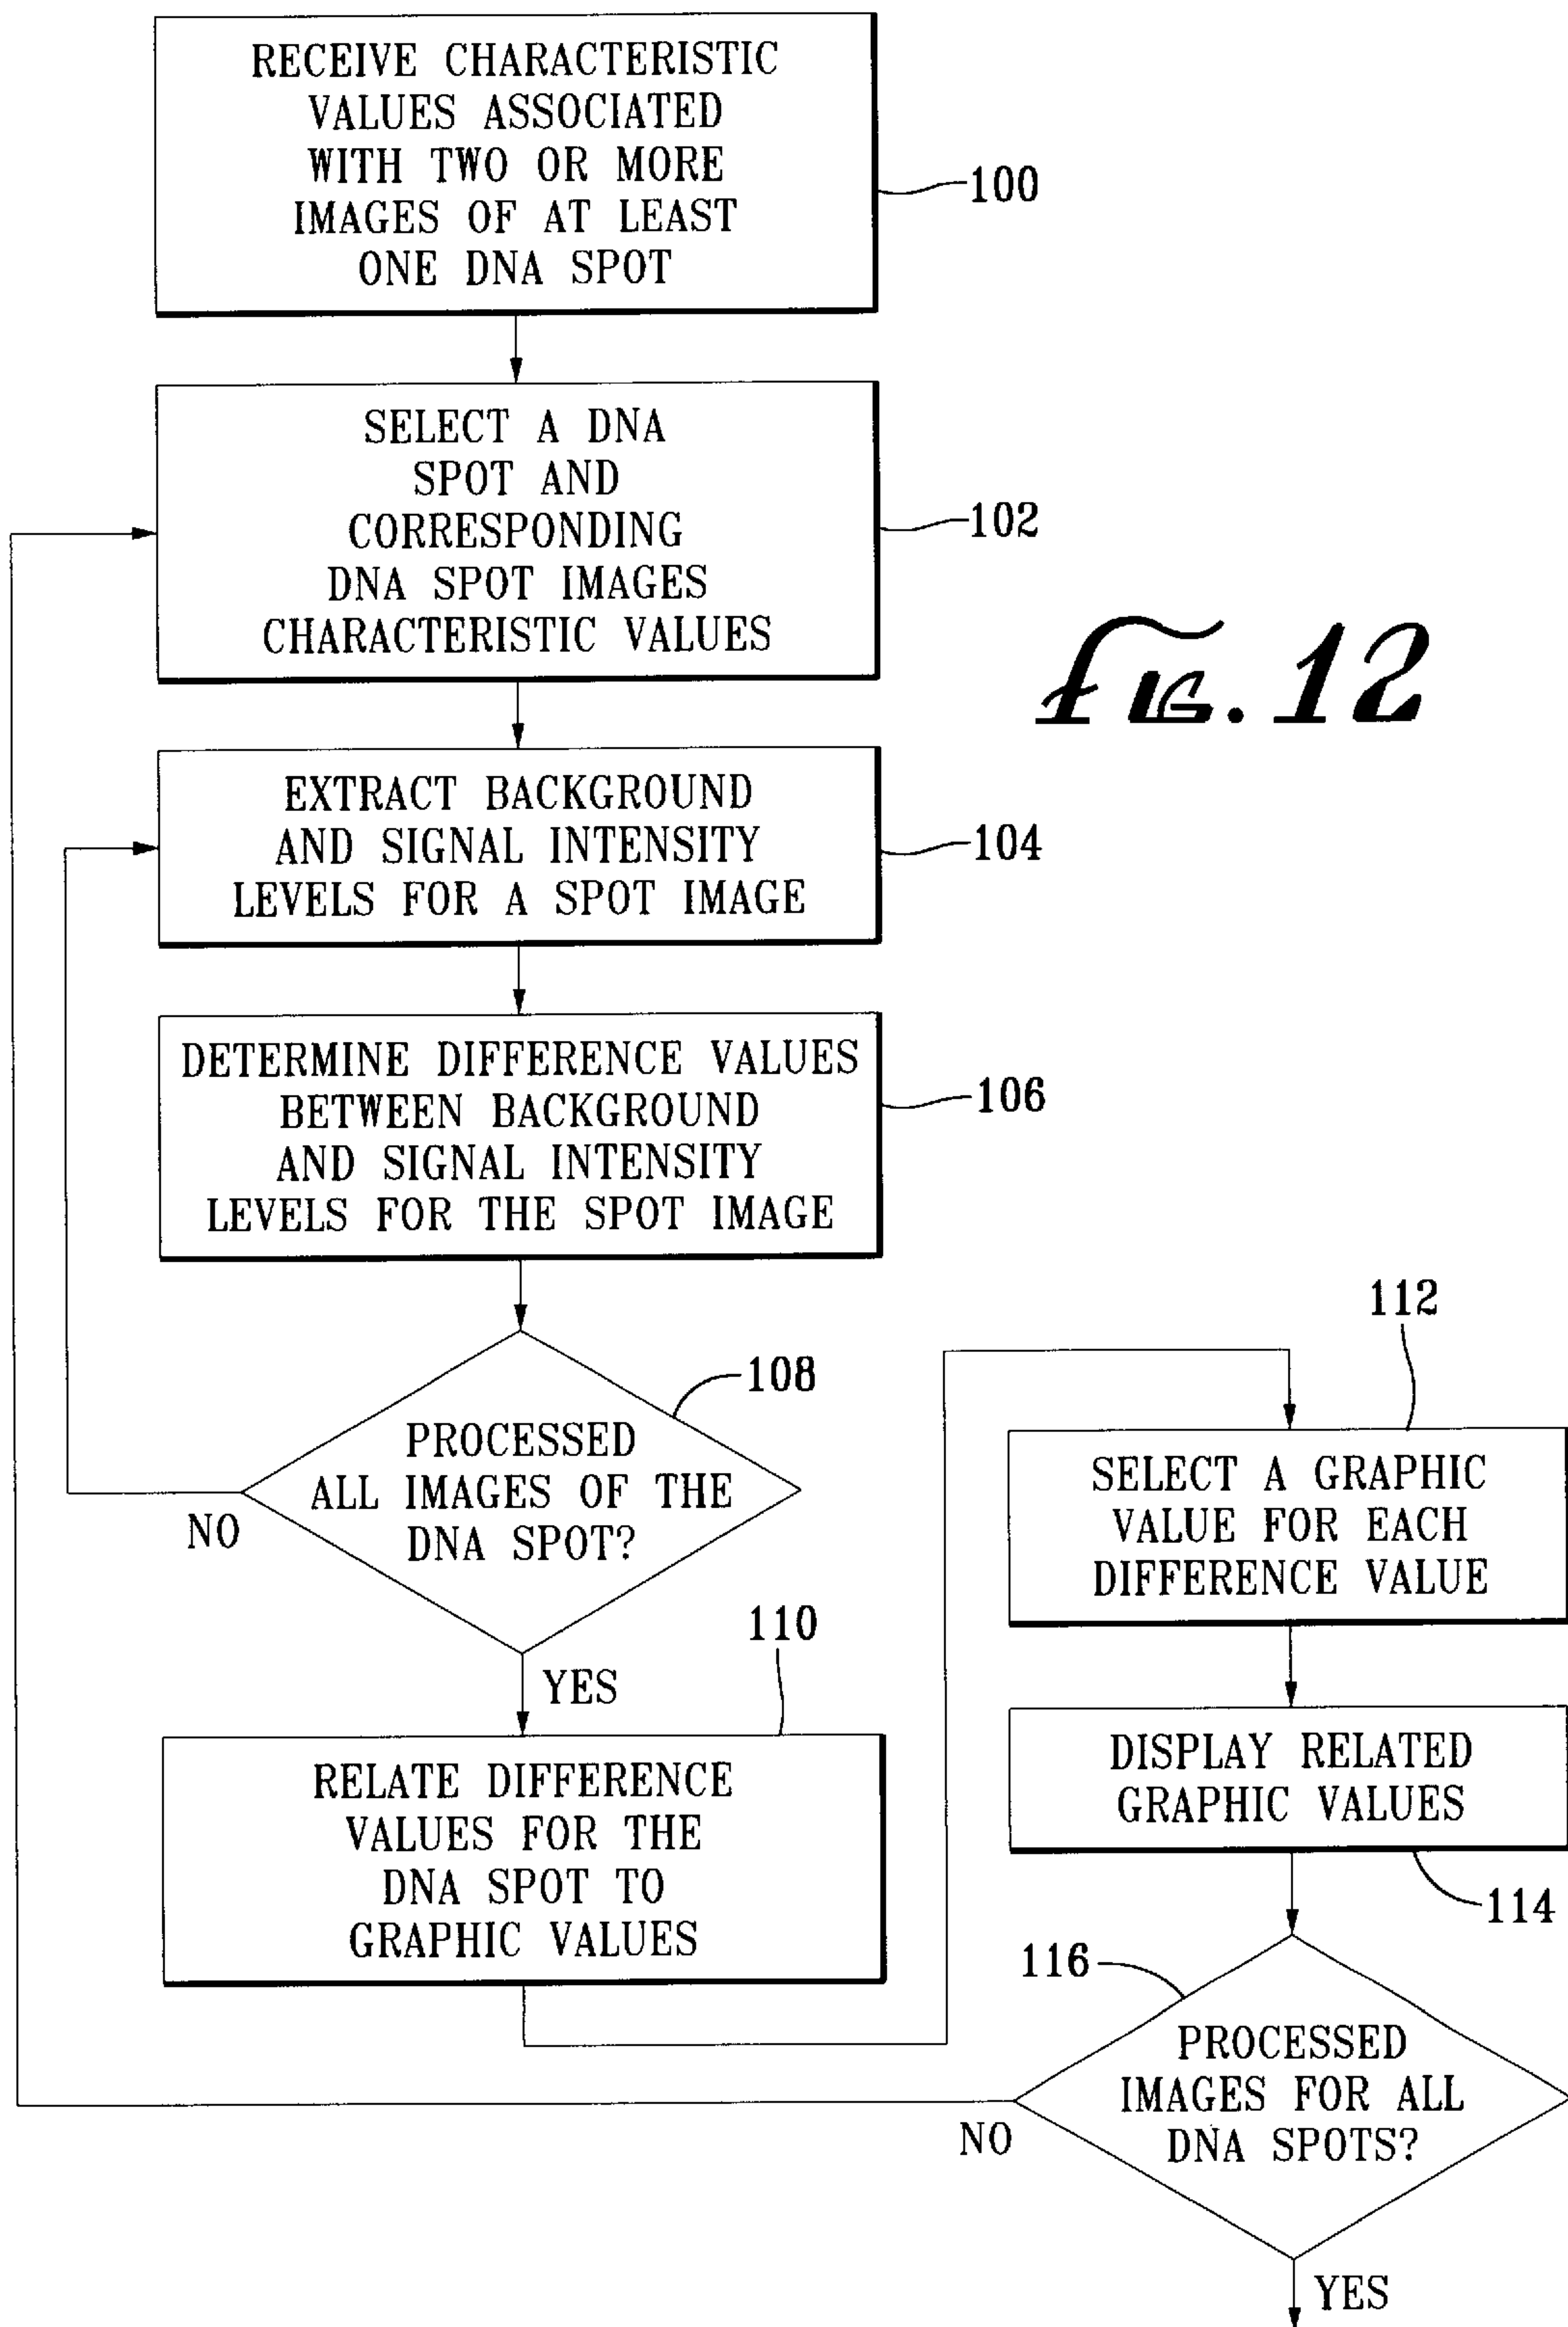 RECEIVE CHARACTERISTIC
VALUES ASSOCIATED
WITH TWO OR MORE
IMAGES OF AT LEAST
ONE DNA SPOT
100
SELECT A DNA
SPOT AND
CORRESPONDING
DNA SPOT IMAGES
CHARACTERISTIC VALUES
102
FIG. 12
EXTRACT BACKGROUND
AND SIGNAL INTENSITY
LEVELS FOR A SPOT IMAGE
104
DETERMINE DIFFERENCE VALUES
BETWEEN BACKGROUND
AND SIGNAL INTENSITY
LEVELS FOR THE SPOT IMAGE
106
108
PROCESSED
ALL IMAGES OF THE
DNA SPOT?
NO
YES
110
RELATE DIFFERENCE
VALUES FOR THE
DNA SPOT TO
GRAPHIC VALUES
112
SELECT A GRAPHIC
VALUE FOR EACH
DIFFERENCE VALUE
DISPLAY RELATED
GRAPHIC VALUES
114
116
PROCESSED
IMAGES FOR ALL
DNA SPOTS?
NO
YES